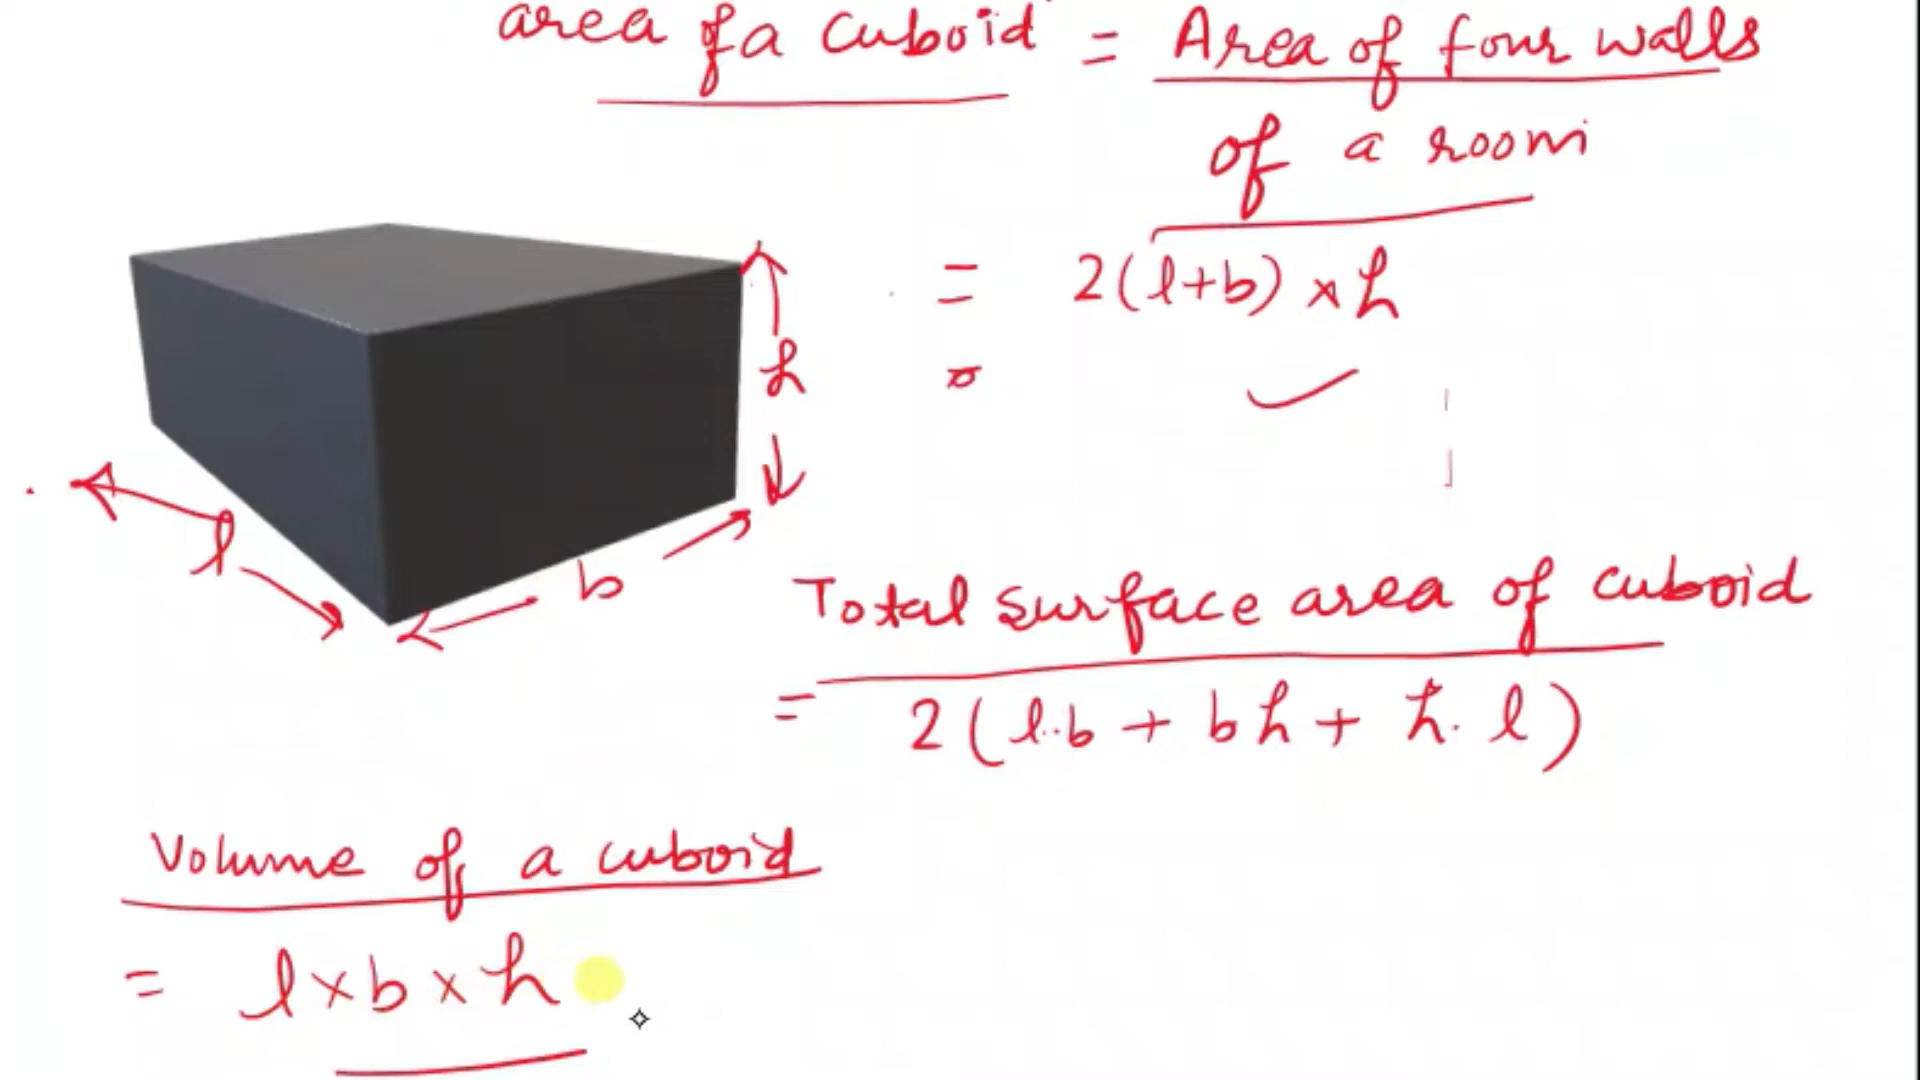 area of a cuboid = Area of four walls
of a room
= 2(l+b) × h
=
h
l
b
Total surface area of cuboid
= 2(l·b + bh + h·l)
Volume of a cuboid
= l×b×h